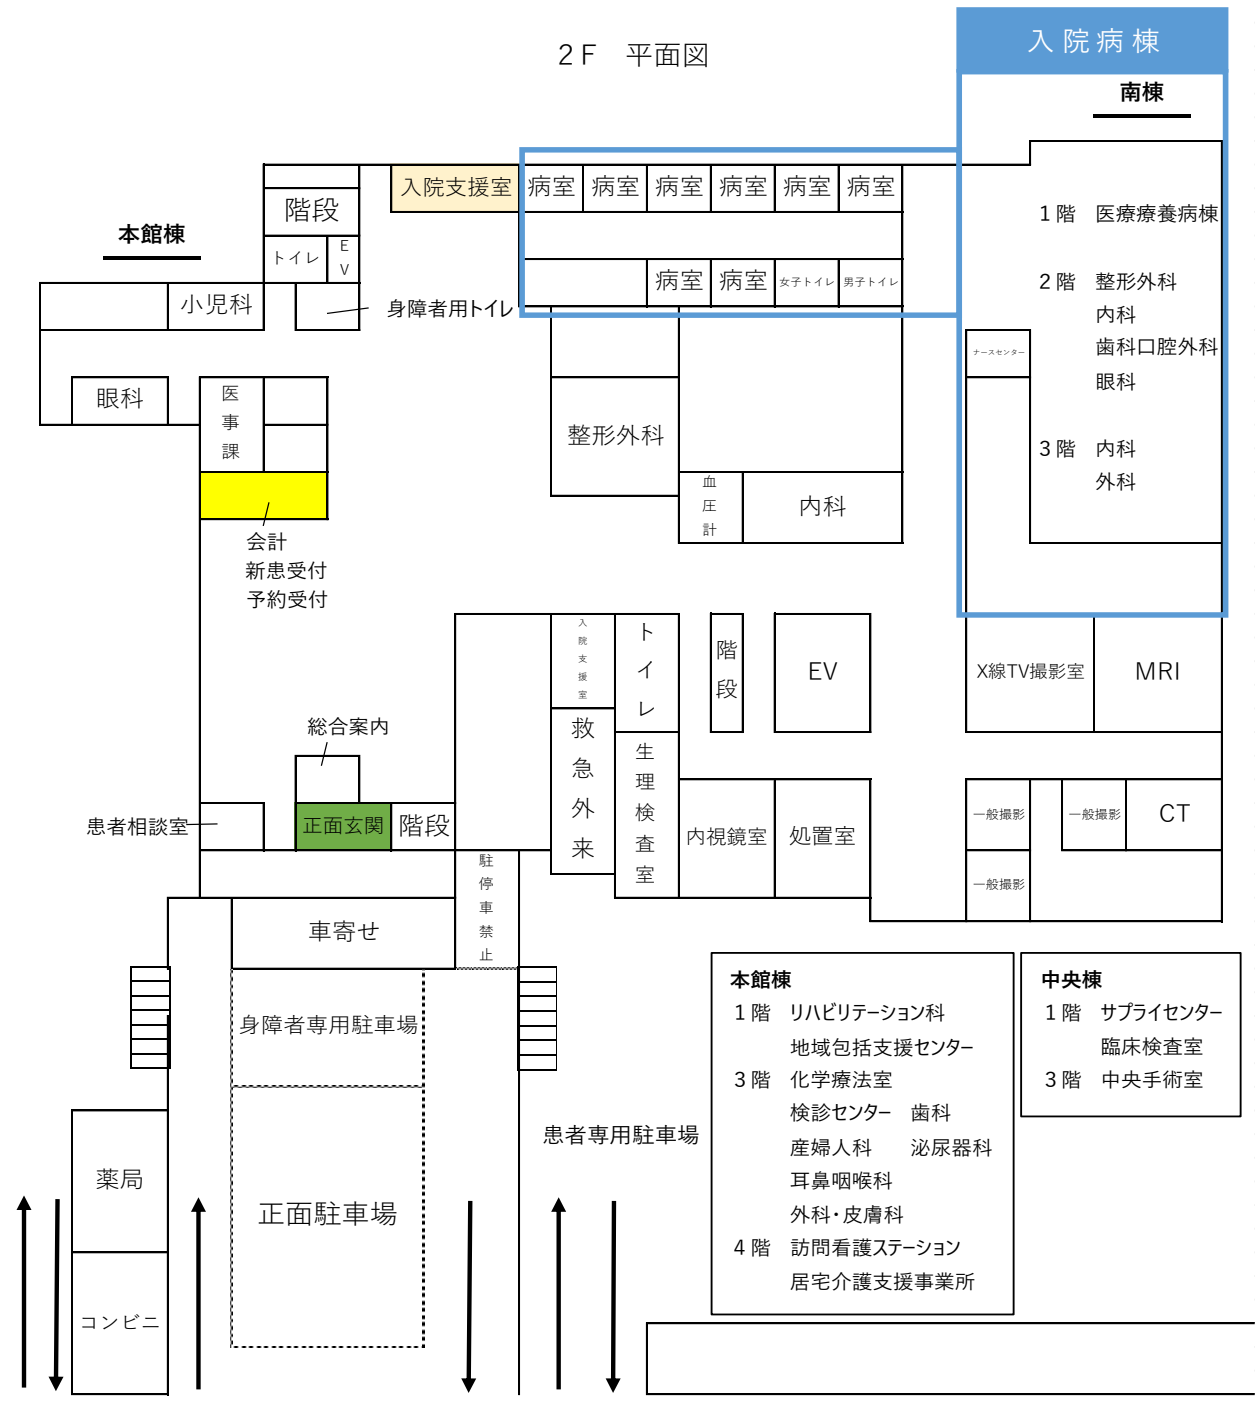 2F 平面図
入院病棟
南棟
1階 医療療養病棟
2階 整形外科
内科
歯科口腔外科
眼科
3階 内科
外科
入院支援室
病室
病室
病室
病室
病室
病室
階段
本館棟
トイレ
EV
病室
病室
女子トイレ
男子トイレ
小児科
身障者用トイレ
ナースセンター
眼科
医事課
整形外科
血圧計
内科
会計
新患受付
予約受付
入院支援室
トイレ
階段
EV
X線TV撮影室
MRI
総合案内
救急外来
生理検査室
患者相談室
正面玄関
階段
内視鏡室
処置室
一般撮影
一般撮影
CT
一般撮影
駐停車禁止
車寄せ
身障者専用駐車場
本館棟
1階 リハビリテーション科
地域包括支援センター
3階 化学療法室
検診センター 歯科
産婦人科 泌尿器科
耳鼻咽喉科
外科・皮膚科
4階 訪問看護ステーション
居宅介護支援事業所
中央棟
1階 サプライセンター
臨床検査室
3階 中央手術室
患者専用駐車場
薬局
正面駐車場
コンビニ